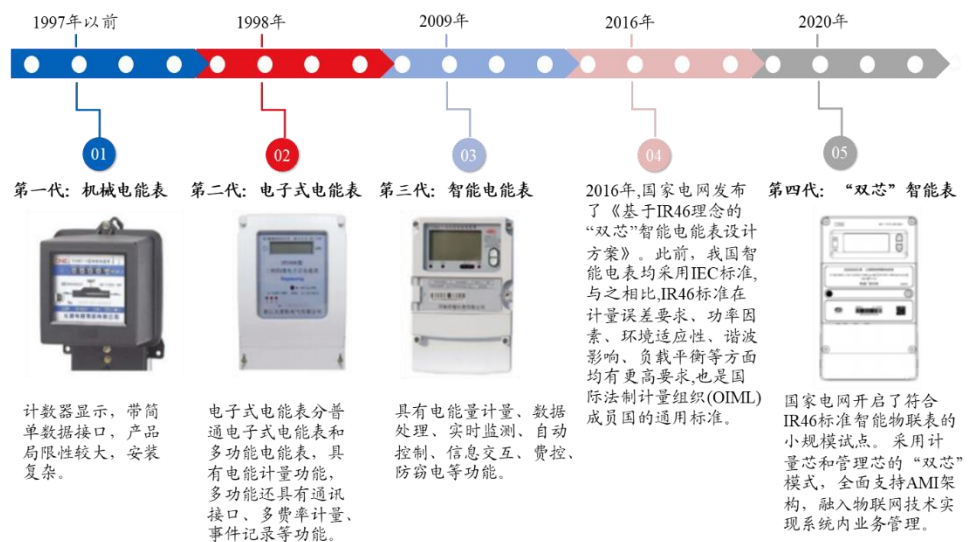 1997年以前
1998年
2009年
2016年
2020年
01
02
03
04
05
第一代：机械电能表
第二代：电子式电能表
第三代：智能电能表
2016年,国家电网发布
了《基于IR46理念的
“双芯”智能电能表设计
方案》。此前，我国智
能电表均采用IEC标准,
与之相比,IR46标准在
计量误差要求、功率因
素、环境适应性、谐波
影响、负载平衡等方面
均有更高要求,也是国
际法制计量组织(OIML)
成员国的通用标准。
第四代：“双芯”智能表
计数器显示，带简
单数据接口，产品
局限性较大，安装
复杂。
电子式电能表分普
通电子式电能表和
多功能电能表，具
有电能计量功能，
多功能还具有通讯
接口、多费率计量、
事件记录等功能。
具有电能量计量、数据
处理、实时监测、自动
控制、信息交互、费控、
防窃电等功能。
国家电网开启了符合
IR46标准智能物联表的
小规模试点。 采用计
量芯和管理芯的“双芯”
模式，全面支持AMI架
构，融入物联网技术实
现系统内业务管理。